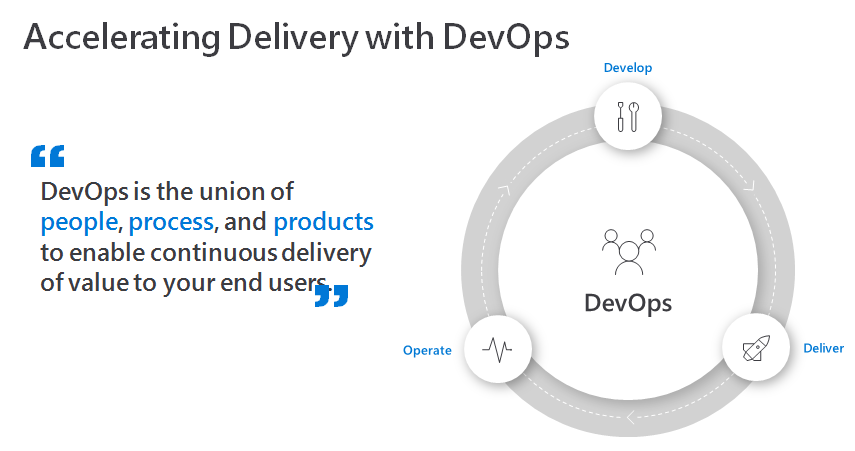 Accelerating Delivery with DevOps
Develop
“
DevOps is the union of
people, process, and products
to enable continuous delivery
of value to your end users.
”
DevOps
Operate
Deliver